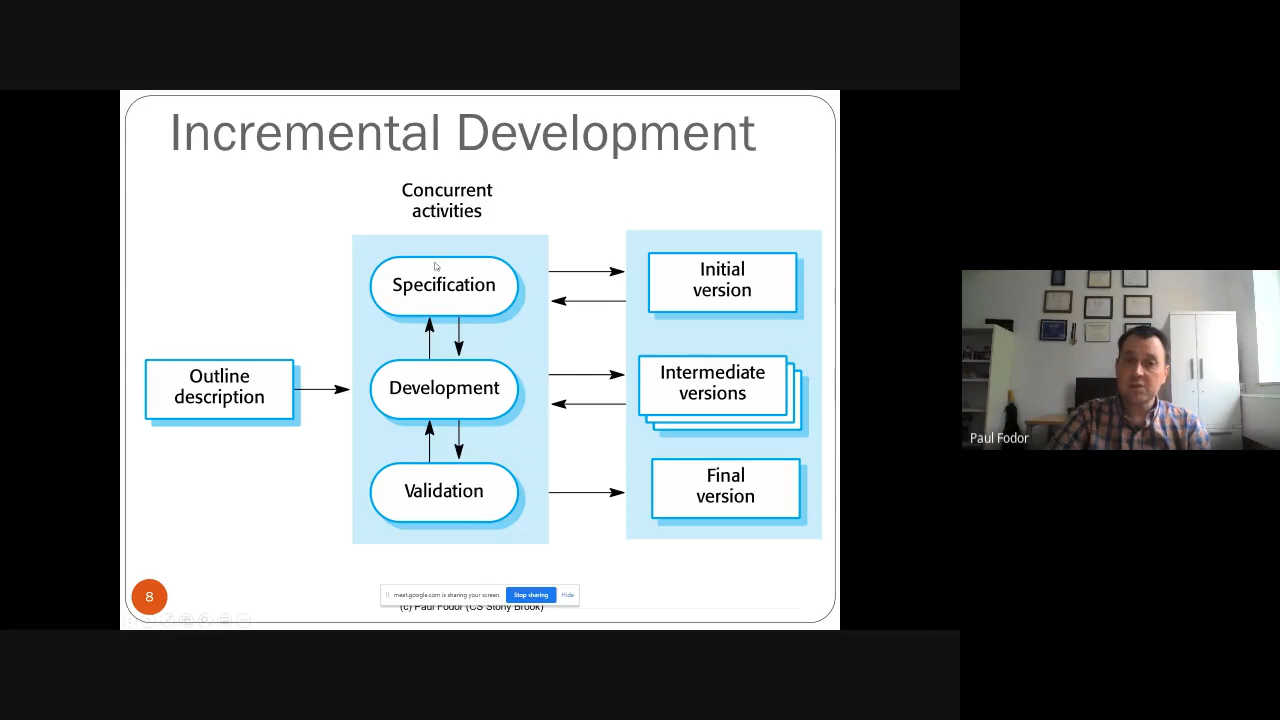 Incremental Development
Concurrent
activities
Specification
Development
Validation
Outline
description
Initial
version
Intermediate
versions
Final
version
8
meet.google.com is sharing your screen.
Stop sharing
Hide
(c) Paul Fodor (CS Stony Brook)
Paul Fodor